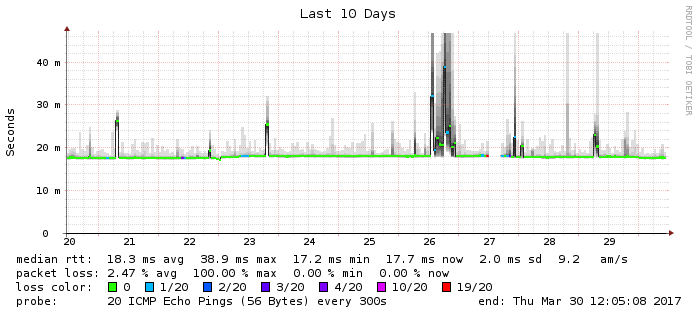 Last 10 Days
RRDTOOL / TOBI OETIKER
Seconds
40 m
30 m
20 m
10 m
0
20 21 22 23 24 25 26 27 28 29
median rtt: 18.3 ms avg 38.9 ms max 17.2 ms min 17.7 ms now 2.0 ms sd 9.2 am/s
packet loss: 2.47 % avg 100.00 % max 0.00 % min 0.00 % now
loss color: 0 1/20 2/20 3/20 4/20 10/20 19/20
probe: 20 ICMP Echo Pings (56 Bytes) every 300s end: Thu Mar 30 12:05:08 2017